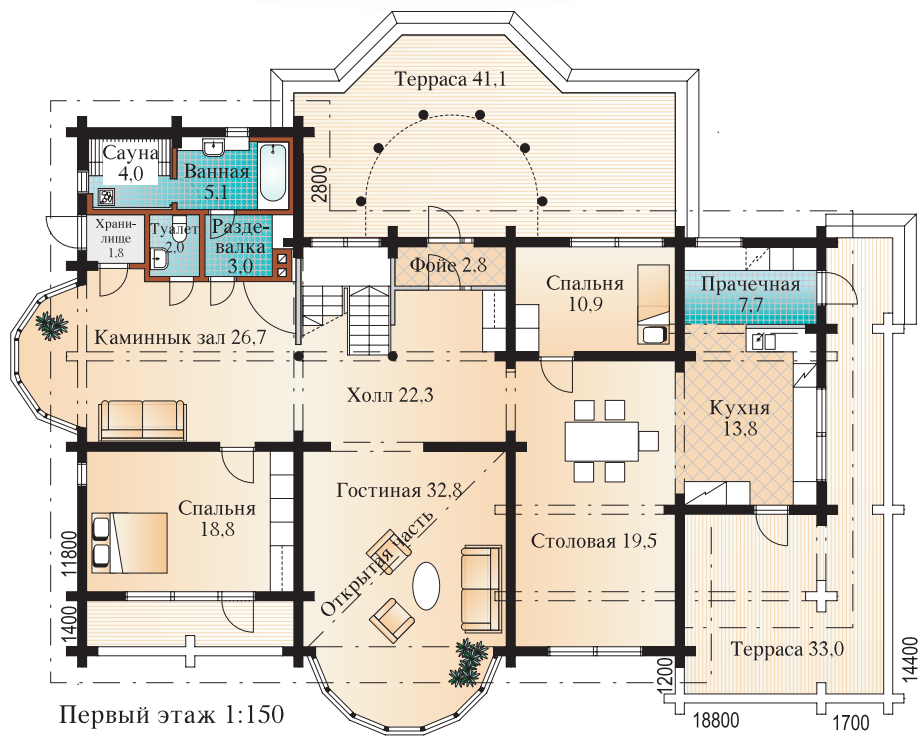 Терраса 41,1
Сауна
4,0
Ванная
5,1
2800
Храни-
лище
1,8
Туалет
2,0
Разде-
валка
3,0
Фойе 2,8
Спальня
10,9
Прачечная
7,7
Каминнык зал 26,7
Холл 22,3
Кухня
13,8
Спальня
18,8
Гостиная 32,8
Открытая часть
Столовая 19,5
11800
1400
Терраса 33,0
1200
14400
18800
1700
Первый этаж 1:150